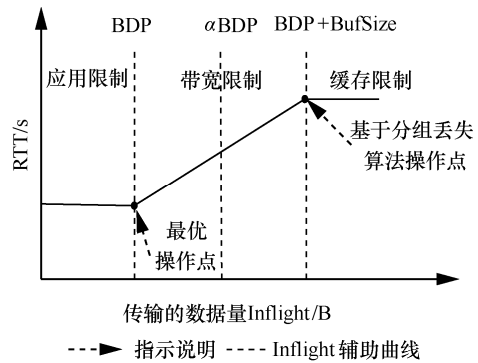 BDP
αBDP
BDP+BufSize
应用限制
带宽限制
缓存限制
RTT/s
基于分组丢失
算法操作点
最优
操作点
传输的数据量Inflight/B
指示说明
Inflight辅助曲线